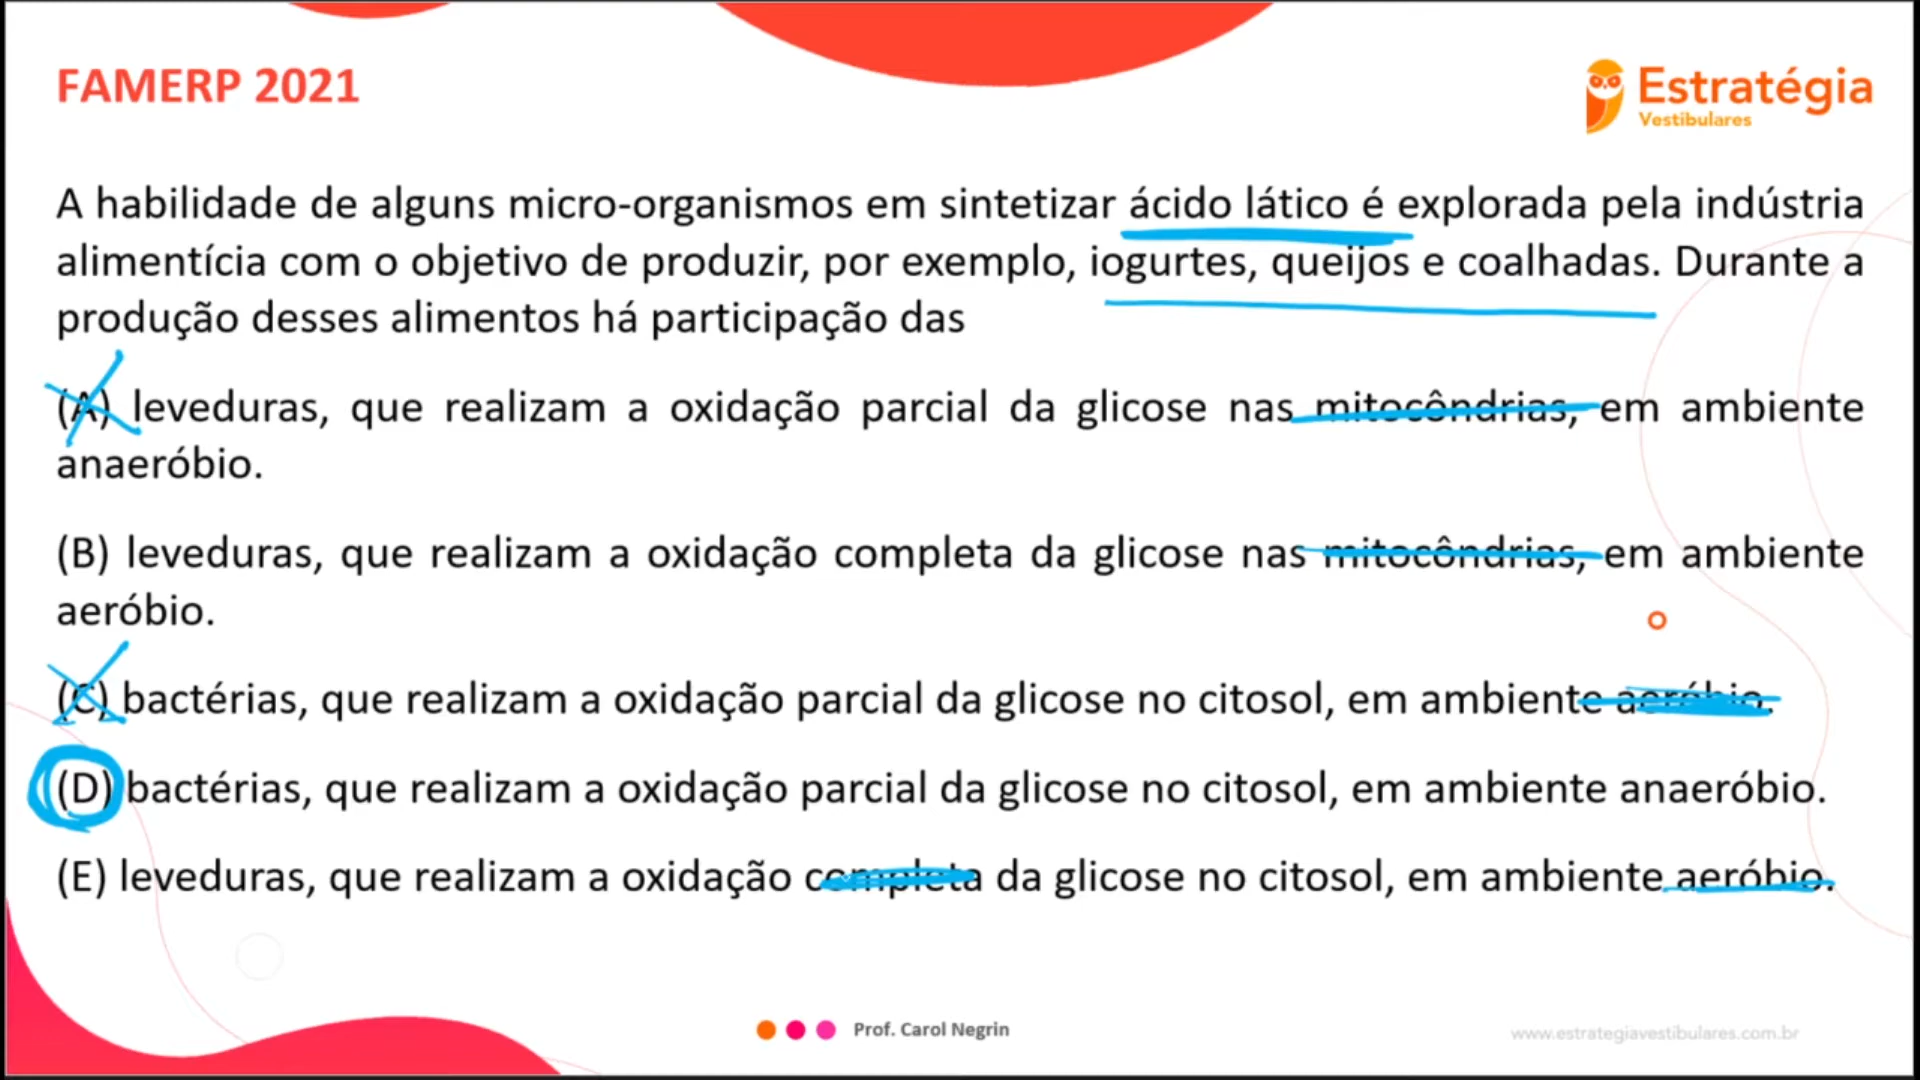 FAMERP 2021
Estratégia
Vestibulares
A habilidade de alguns micro-organismos em sintetizar ácido lático é explorada pela indústria
alimentícia com o objetivo de produzir, por exemplo, iogurtes, queijos e coalhadas. Durante a
produção desses alimentos há participação das
(A) leveduras, que realizam a oxidação parcial da glicose nas mitocôndrias, em ambiente
anaeróbio.
(B) leveduras, que realizam a oxidação completa da glicose nas mitocôndrias, em ambiente
aeróbio.
(C) bactérias, que realizam a oxidação parcial da glicose no citosol, em ambiente aeróbio.
(D) bactérias, que realizam a oxidação parcial da glicose no citosol, em ambiente anaeróbio.
(E) leveduras, que realizam a oxidação completa da glicose no citosol, em ambiente aeróbio.
Prof. Carol Negrin
www.estrategiavestibulares.com.br